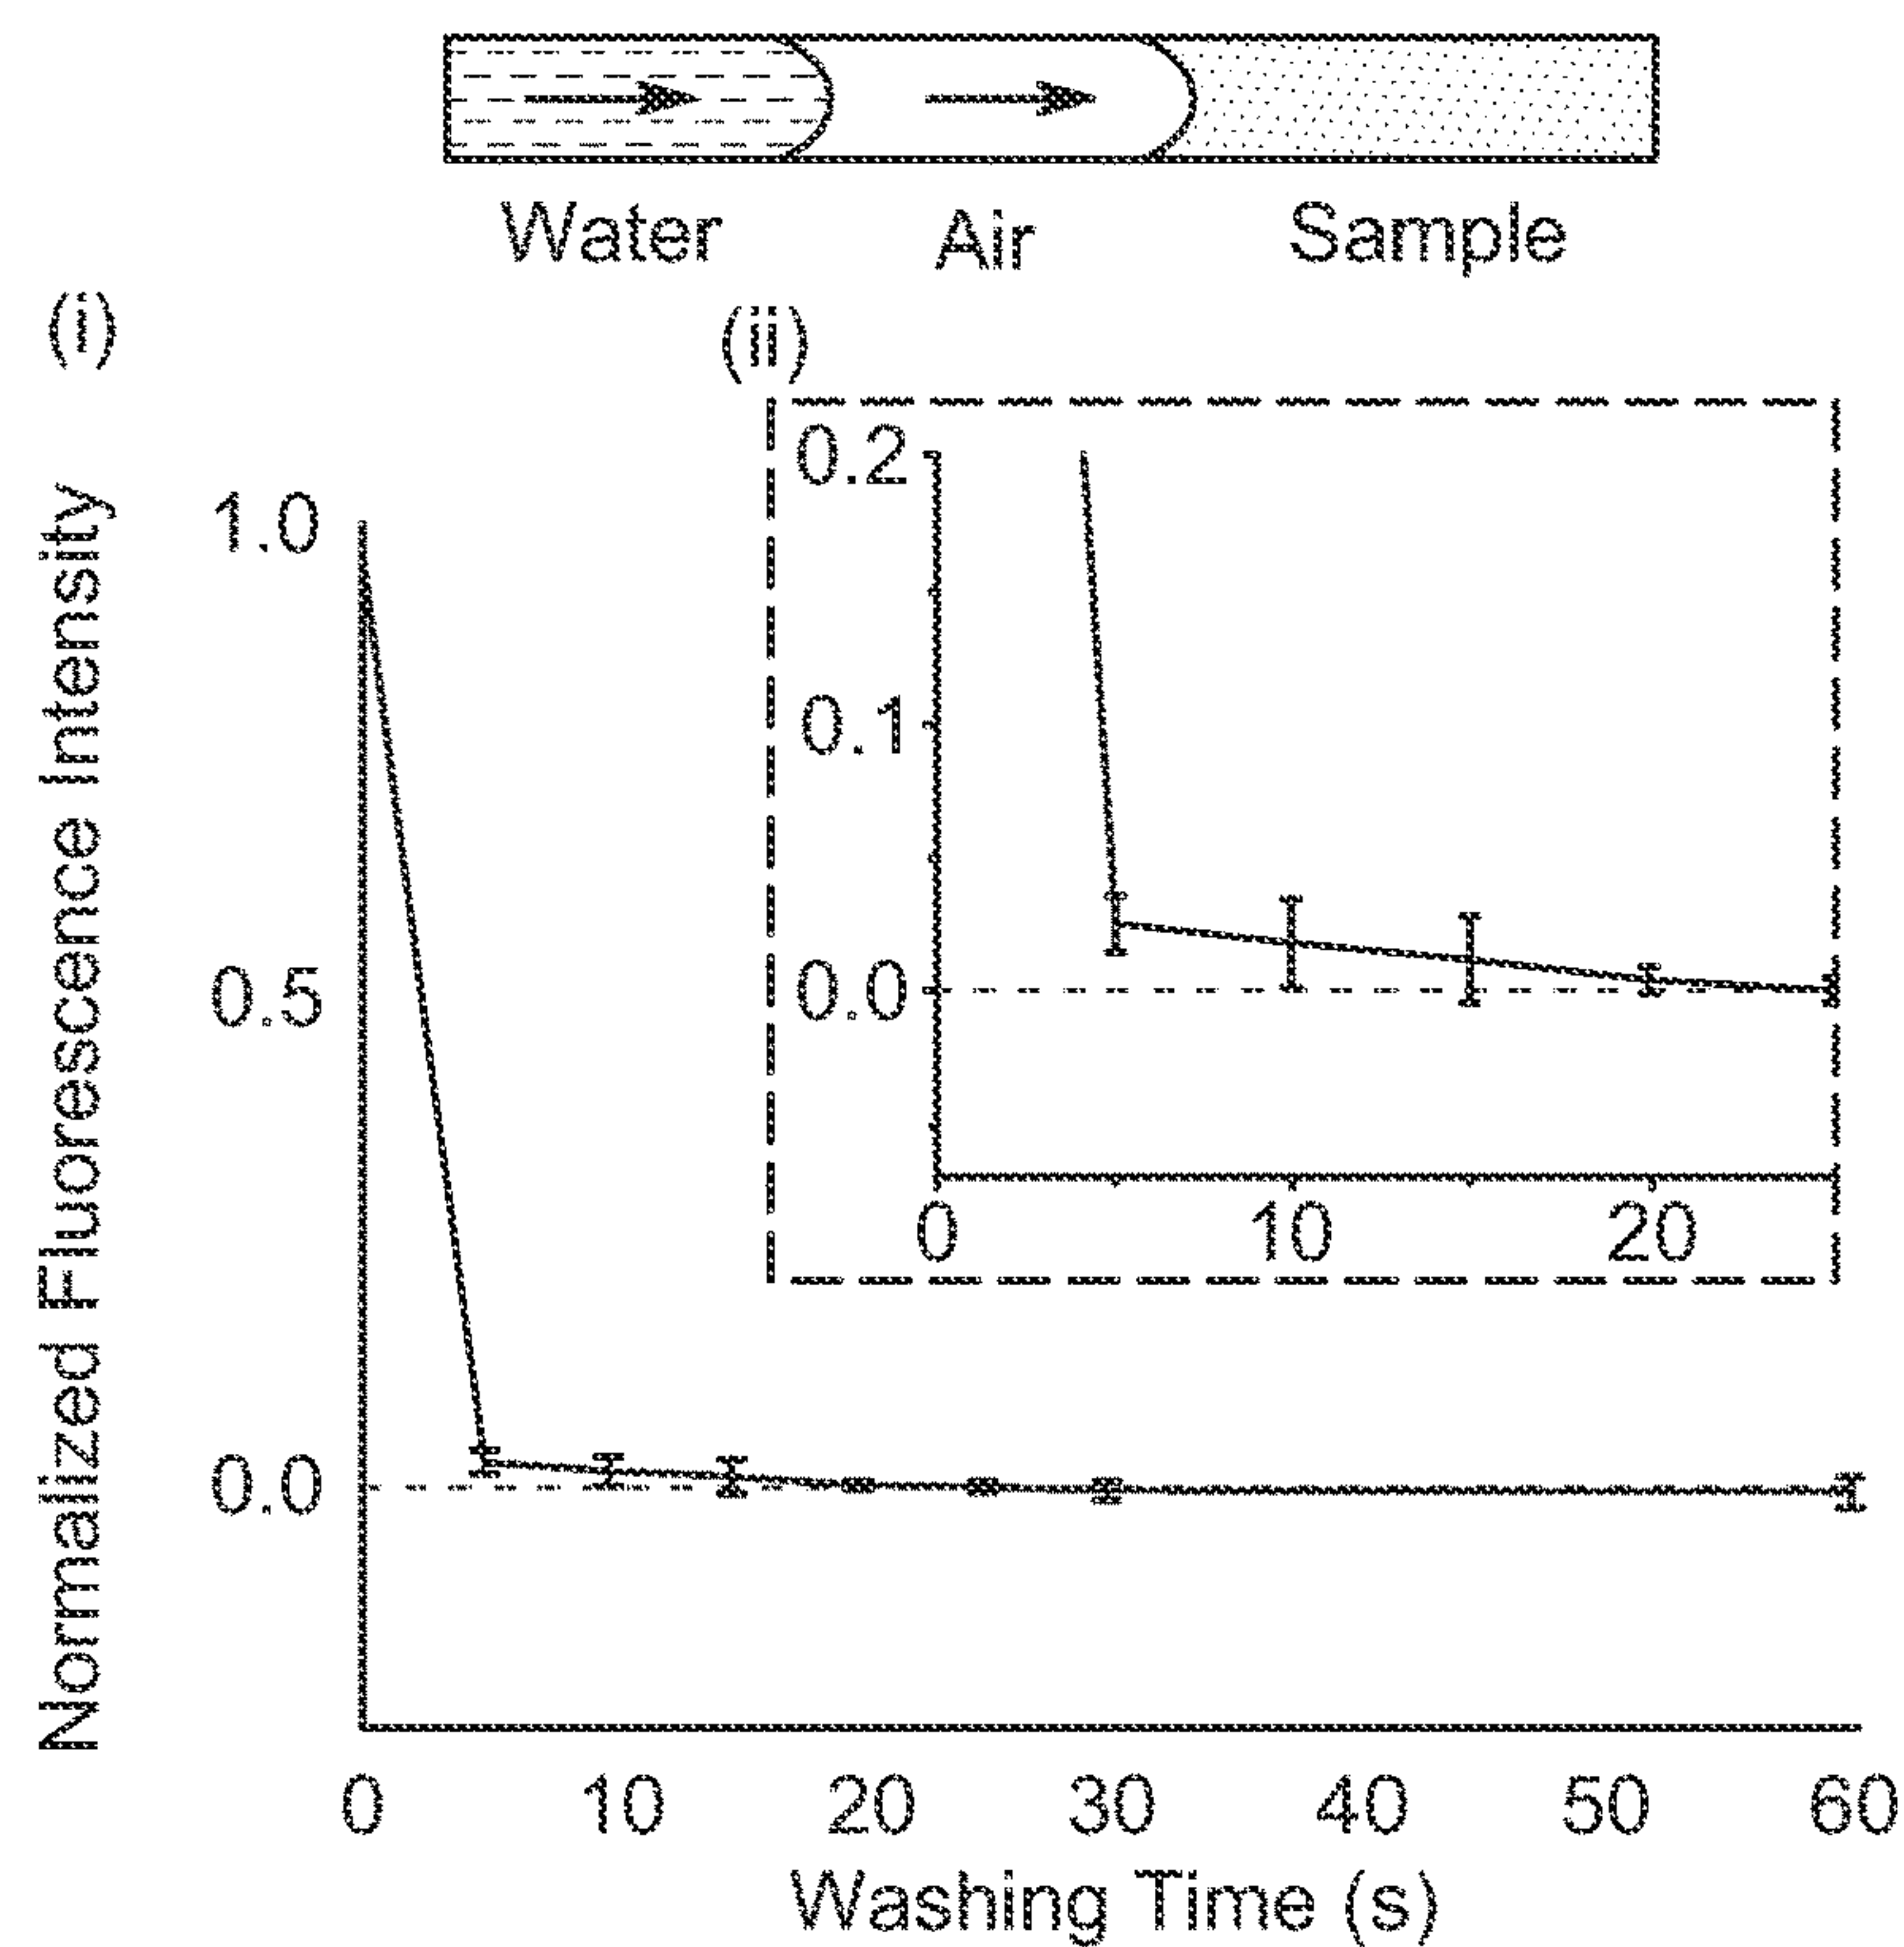 Water Air Sample
(i) (ii)
Normalized Fluorescence Intensity
1.0
0.5
0.0
0.2
0.1
0.0
0 10 20
0 10 20 30 40 50 60
Washing Time (s)